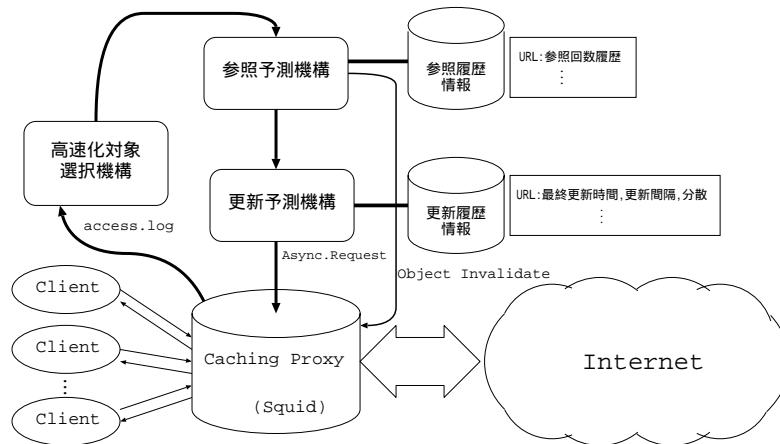 参照予測機構
参照履歴
情報
URL:参照回数履歴
⋮
高速化対象
選択機構
更新予測機構
更新履歴
情報
URL:最終更新時間,更新間隔,分散
⋮
access.log
Async.Request
Object Invalidate
Client
Client
⋮
Client
Caching Proxy
(Squid)
Internet